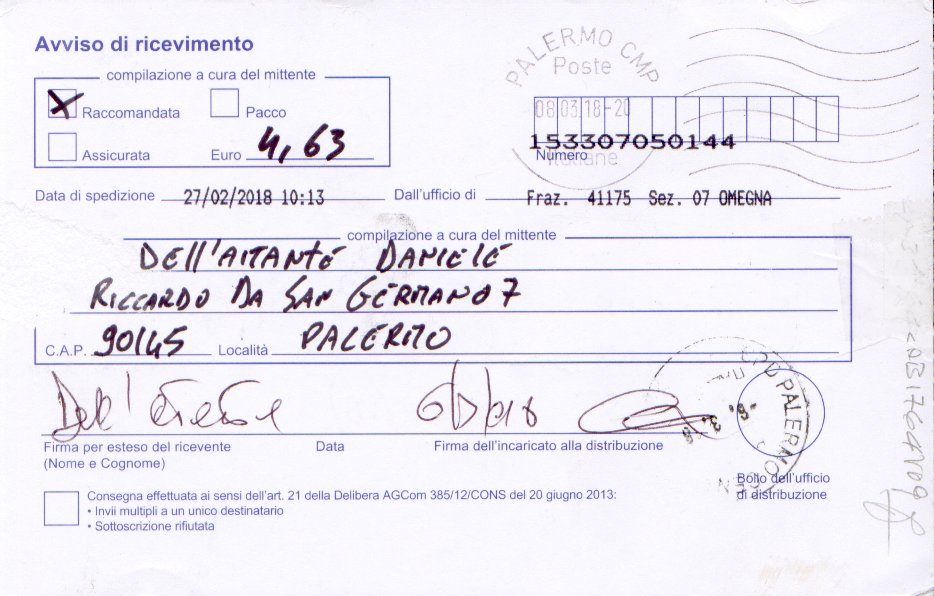 Avviso di ricevimento
PALERMO CMP
Poste
compilazione a cura del mittente
X Raccomandata Pacco
08 03 18-20
Assicurata Euro 4,63
153307050144
Numero
Italiane
Data di spedizione 27/02/2018 10:13 Dall'ufficio di Fraz. 41175 Sez. 07 OMEGNA
compilazione a cura del mittente
DELL'AITANTE DANIELE
RICCARDO DA SAN GERMANO 7
C.A.P. 90145 Località PALERMO
PALERMO
Firma per esteso del ricevente Data Firma dell'incaricato alla distribuzione
(Nome e Cognome)
Bollo dell'ufficio
di distribuzione
Consegna effettuata ai sensi dell'art. 21 della Delibera AGCom 385/12/CONS del 20 giugno 2013:
• Invii multipli a un unico destinatario
• Sottoscrizione rifiutata